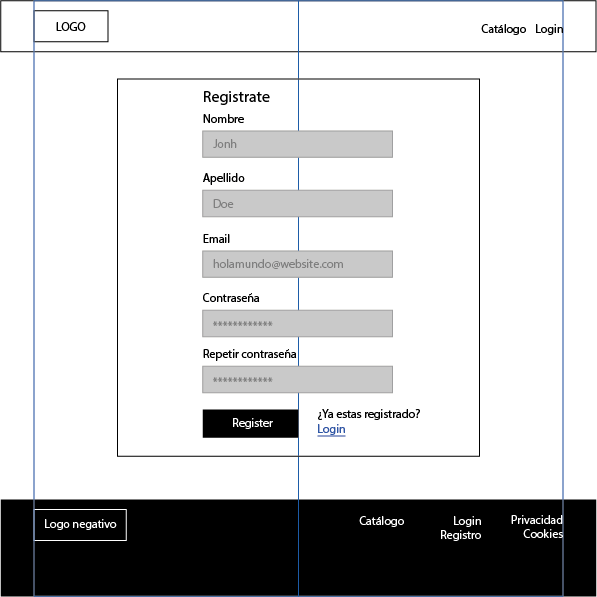 LOGO
Catálogo Login
Registrate
Nombre
Jonh
Apellido
Doe
Email
holamundo@website.com
Contraseña
************
Repetir contraseña
************
Register
¿Ya estas registrado?
Login
Logo negativo
Catálogo
Login
Registro
Privacidad
Cookies